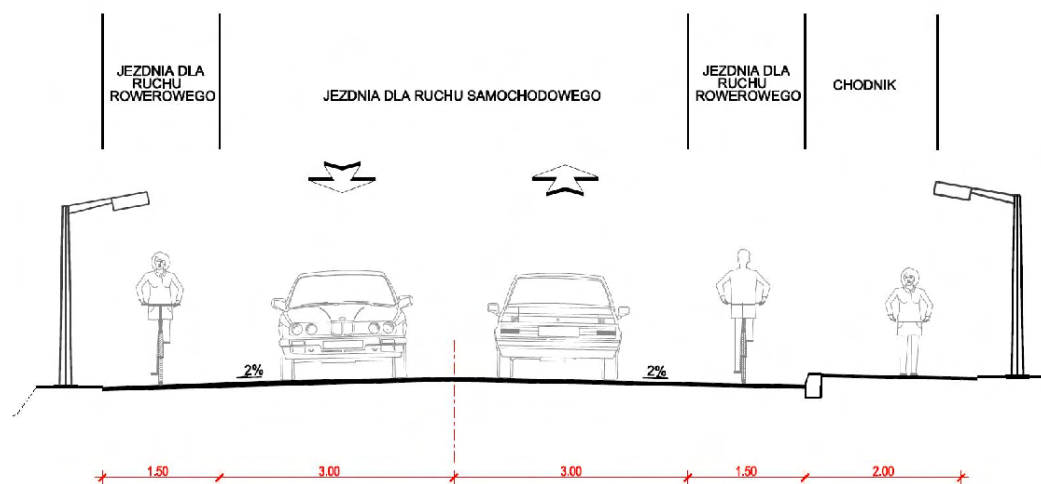 JEZDNIA DLA
RUCHU
ROWEROWEGO
JEZDNIA DLA RUCHU SAMOCHODOWEGO
JEZDNIA DLA
RUCHU
ROWEROWEGO
CHODNIK
2%
2%
1.50
3.00
3.00
1.50
2.00